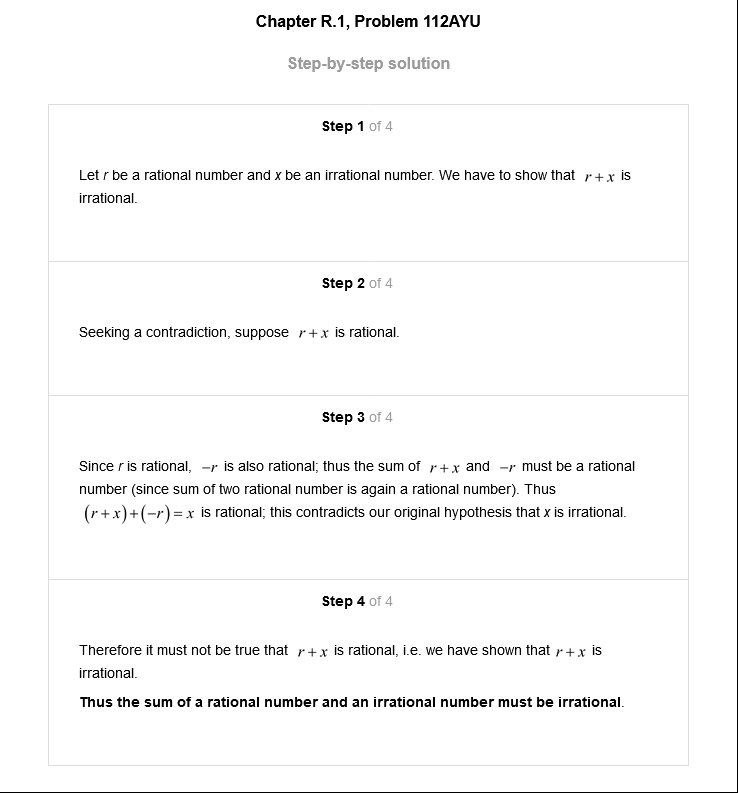 Chapter R.1, Problem 112AYU
Step-by-step solution
Step 1 of 4
Let r be a rational number and x be an irrational number. We have to show that r + x is
irrational.
Step 2 of 4
Seeking a contradiction, suppose r + x is rational.
Step 3 of 4
Since r is rational, −r is also rational; thus the sum of r + x and −r must be a rational
number (since sum of two rational number is again a rational number). Thus
(r + x) + (−r) = x is rational; this contradicts our original hypothesis that x is irrational.
Step 4 of 4
Therefore it must not be true that r + x is rational, i.e. we have shown that r + x is
irrational.
Thus the sum of a rational number and an irrational number must be irrational.